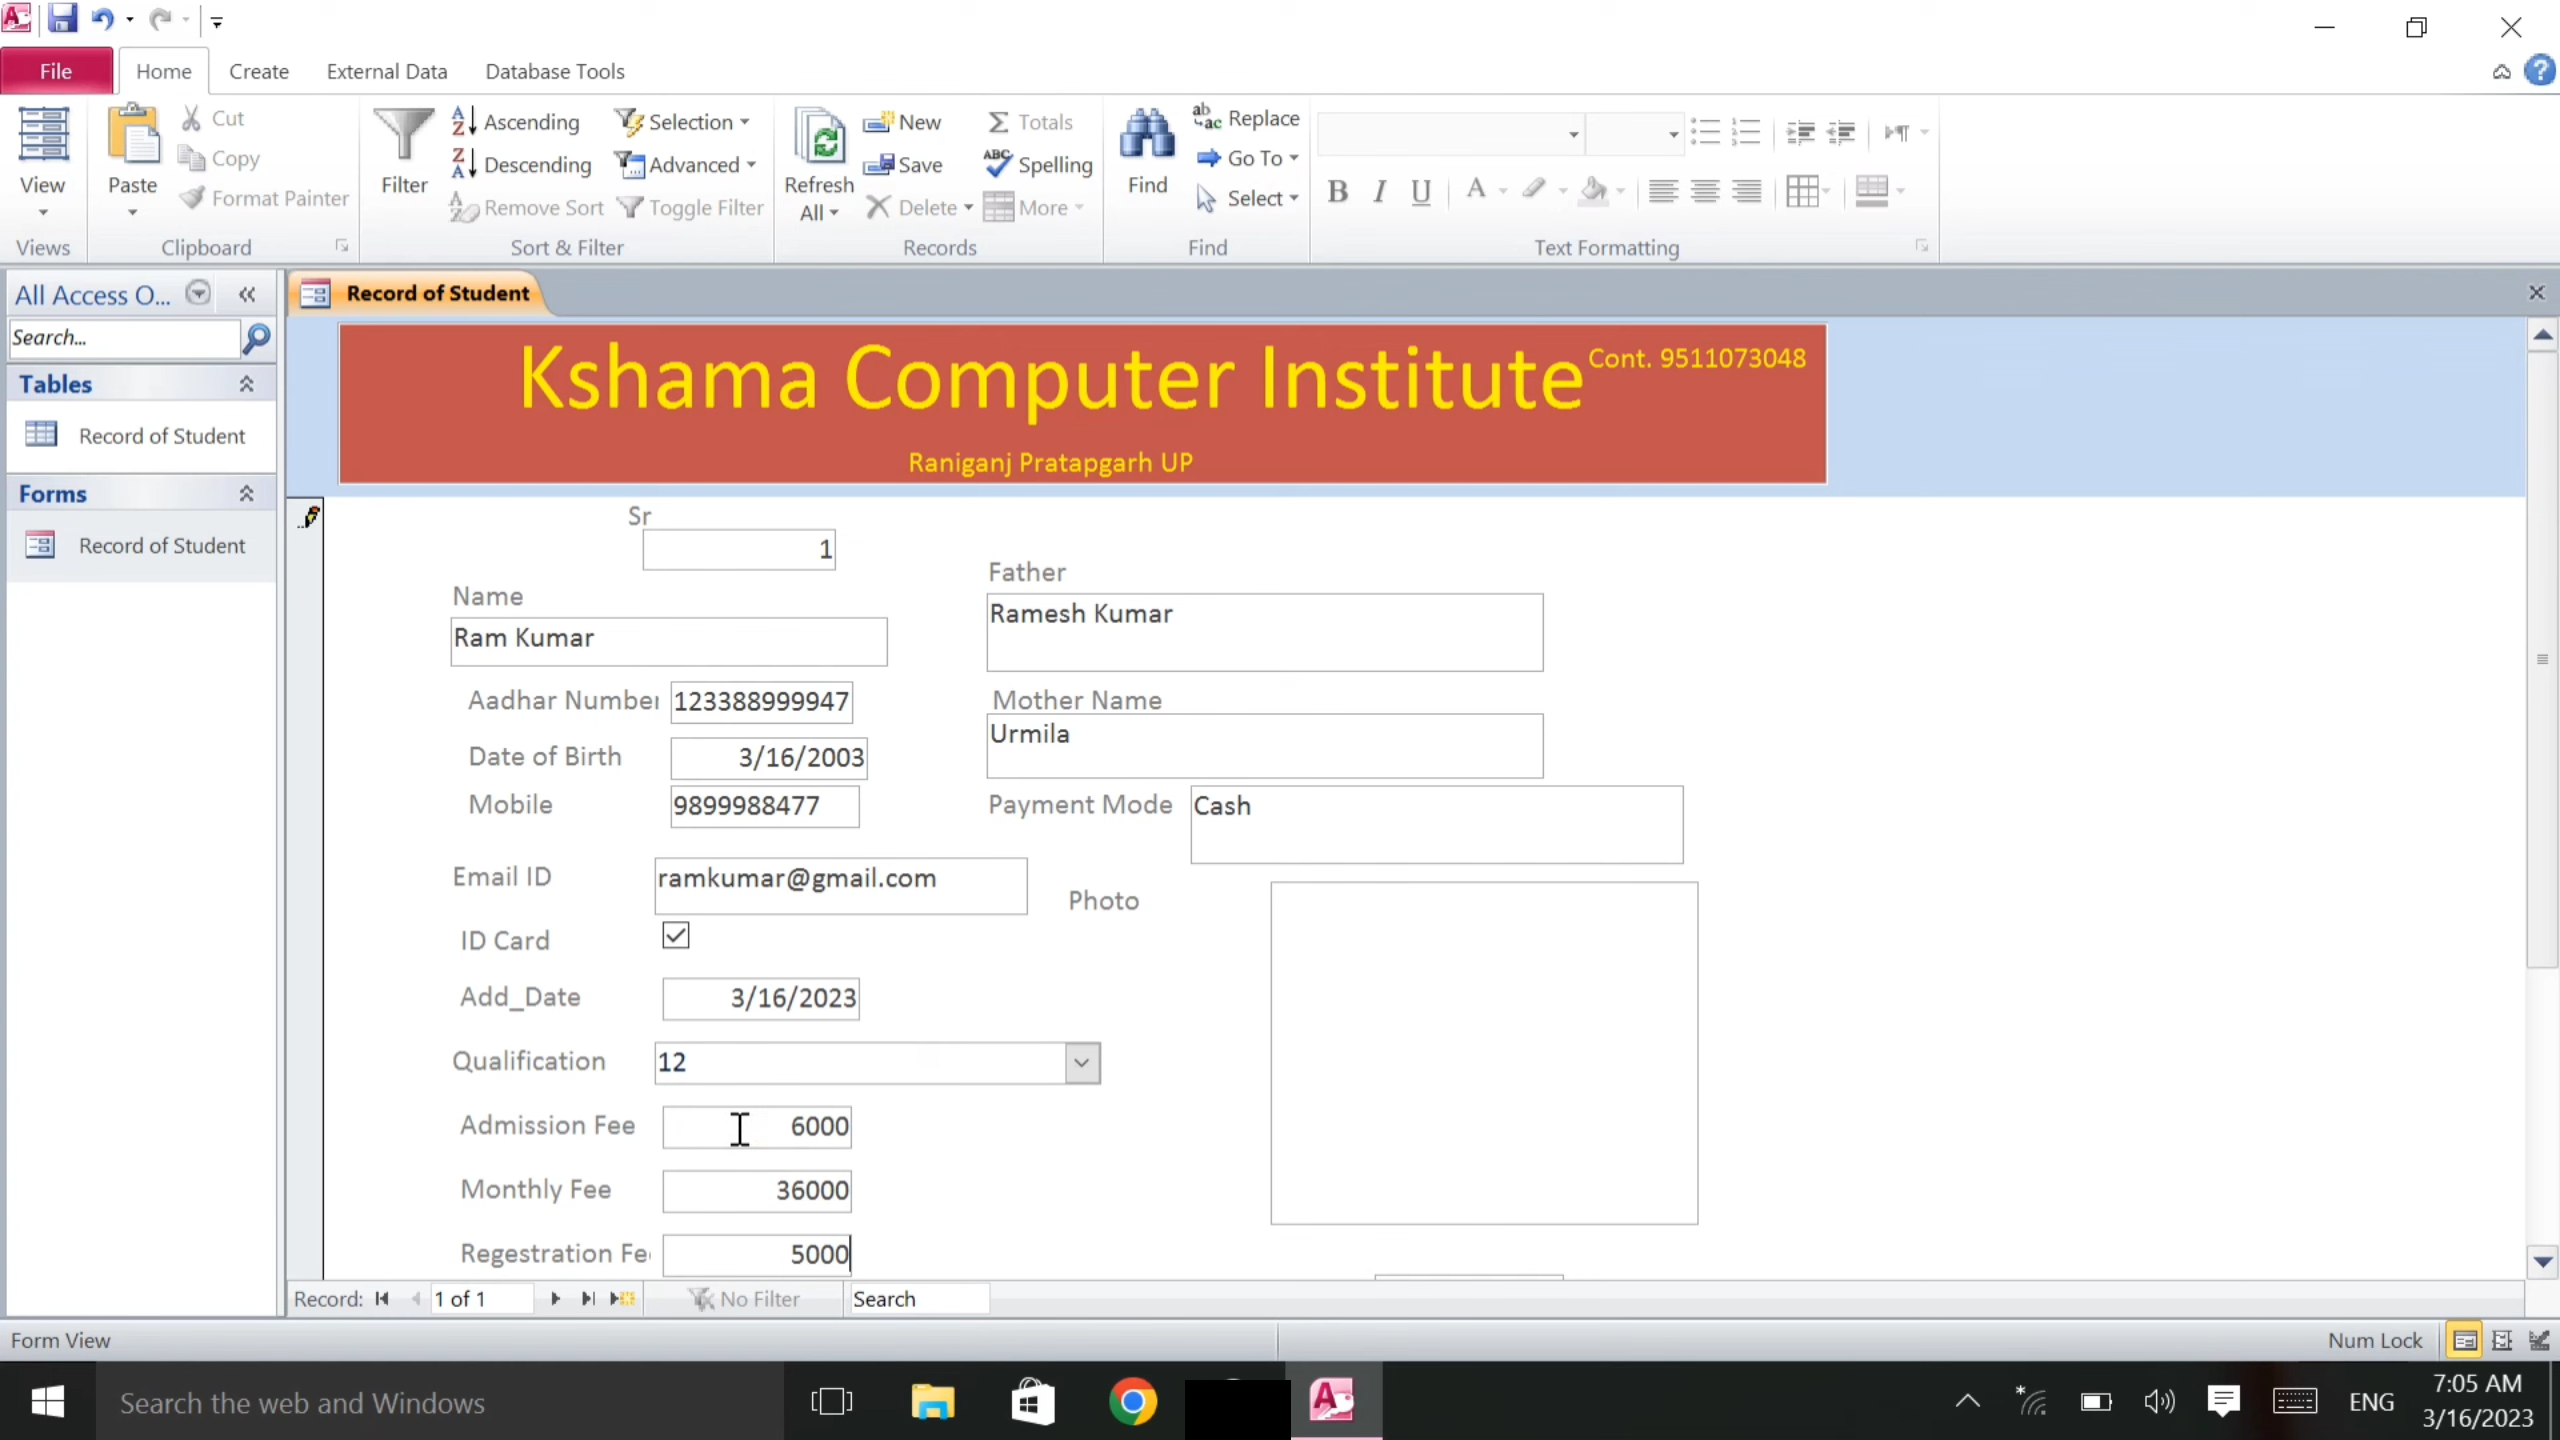 File
Home
Create
External Data
Database Tools
View
Paste
Cut
Copy
Format Painter
Filter
Ascending
Descending
Remove Sort
Selection
Advanced
Toggle Filter
Refresh
All
New
Save
Delete
Totals
Spelling
More
Find
Replace
Go To
Select
B I U A
Views
Clipboard
Sort & Filter
Records
Find
Text Formatting
All Access O...
Search...
Tables
Record of Student
Forms
Record of Student
Record of Student
Kshama Computer Institute
Cont. 9511073048
Raniganj Pratapgarh UP
Sr
1
Name
Ram Kumar
Father
Ramesh Kumar
Aadhar Number
123388999947
Mother Name
Urmila
Date of Birth
3/16/2003
Mobile
9899988477
Payment Mode
Cash
Email ID
ramkumar@gmail.com
Photo
ID Card
Add_Date
3/16/2023
Qualification
12
Admission Fee
6000
Monthly Fee
36000
Regestration Fe
5000
Record:
1 of 1
No Filter
Search
Form View
Num Lock
Search the web and Windows
ENG
7:05 AM
3/16/2023